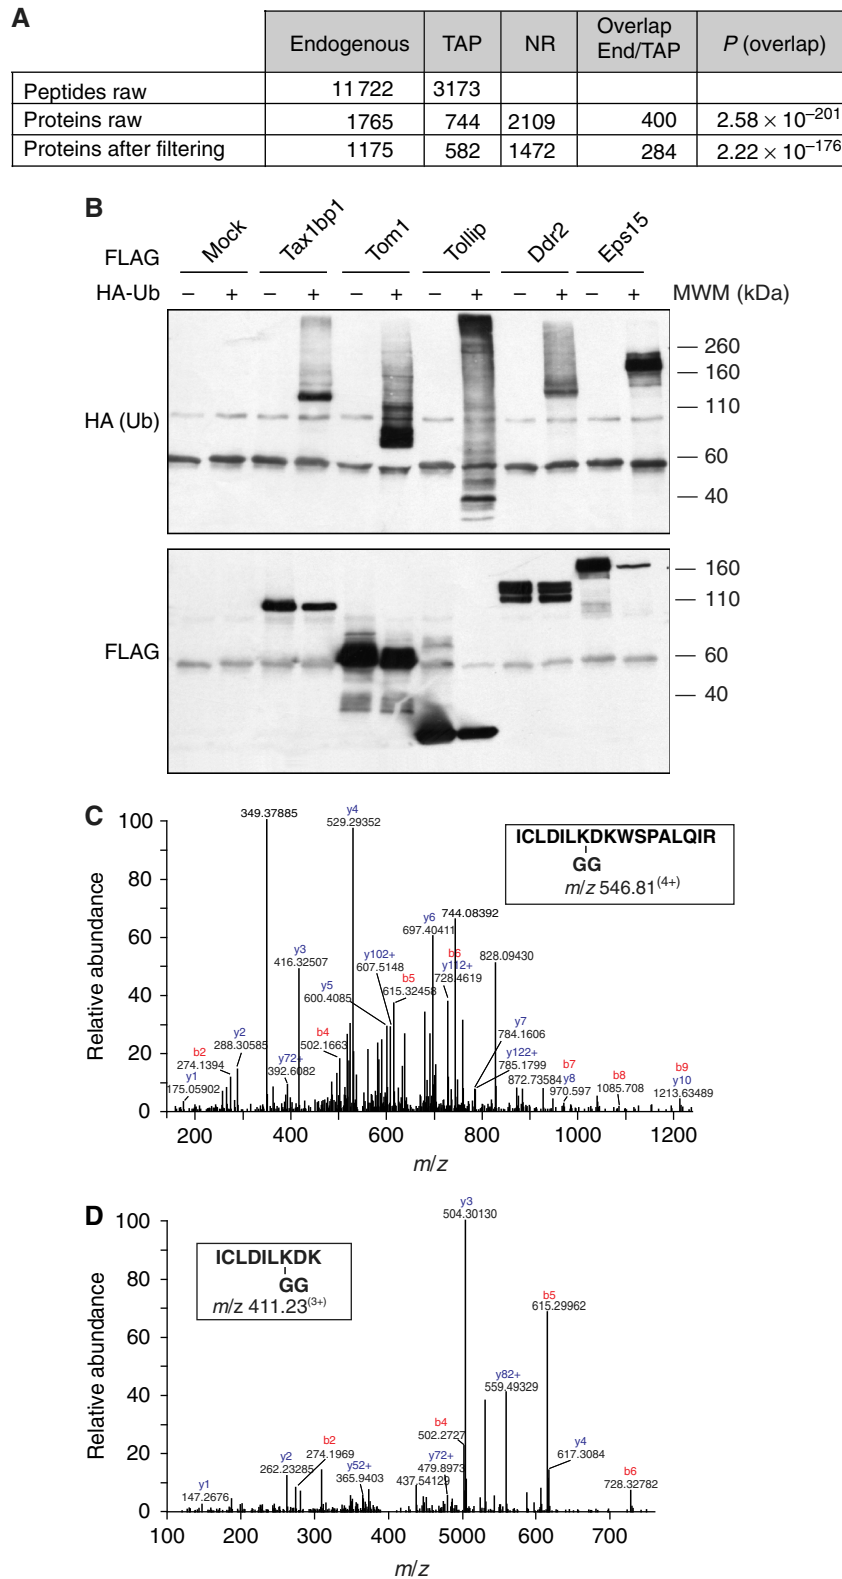 A
Endogenous TAP NR Overlap End/TAP P (overlap)
Peptides raw 11 722 3173
Proteins raw 1765 744 2109 400 2.58 × 10–201
Proteins after filtering 1175 582 1472 284 2.22 × 10–176
B
FLAG Mock Tax1bp1 Tom1 Tollip Ddr2 Eps15
HA-Ub – + – + – + – + – + – + MWM (kDa)
HA (Ub)
260
160
110
60
40
FLAG
160
110
60
40
C
Relative abundance
100
80
60
40
20
0
200 400 600 800 1000 1200
m/z
ICLDILKDKWSPALQIR
GG
m/z 546.81(4+)
y1
175.05902
b2
274.1394
y2
288.30585
349.37885
y72+
392.6082
y3
416.32507
b4
502.1663
y4
529.29352
y5
600.4085
y102+
607.5148
b5
615.32458
y6
697.40411
b6
y112+
728.4619
744.08392
y7
784.1606
y122+
785.1799
828.09430
872.73584
b7
y8
970.597
b8
1085.708
b9
y10
1213.63489
D
Relative abundance
100
80
60
40
20
0
100 200 300 400 5000 600 700
m/z
ICLDILKDK
GG
m/z 411.23(3+)
y1
147.2676
y2
262.23285
b2
274.1969
y52+
365.9403
437.54129
y72+
479.8973
b4
502.2727
y3
504.30130
y82+
559.49329
b5
615.29962
y4
617.3084
b6
728.32782